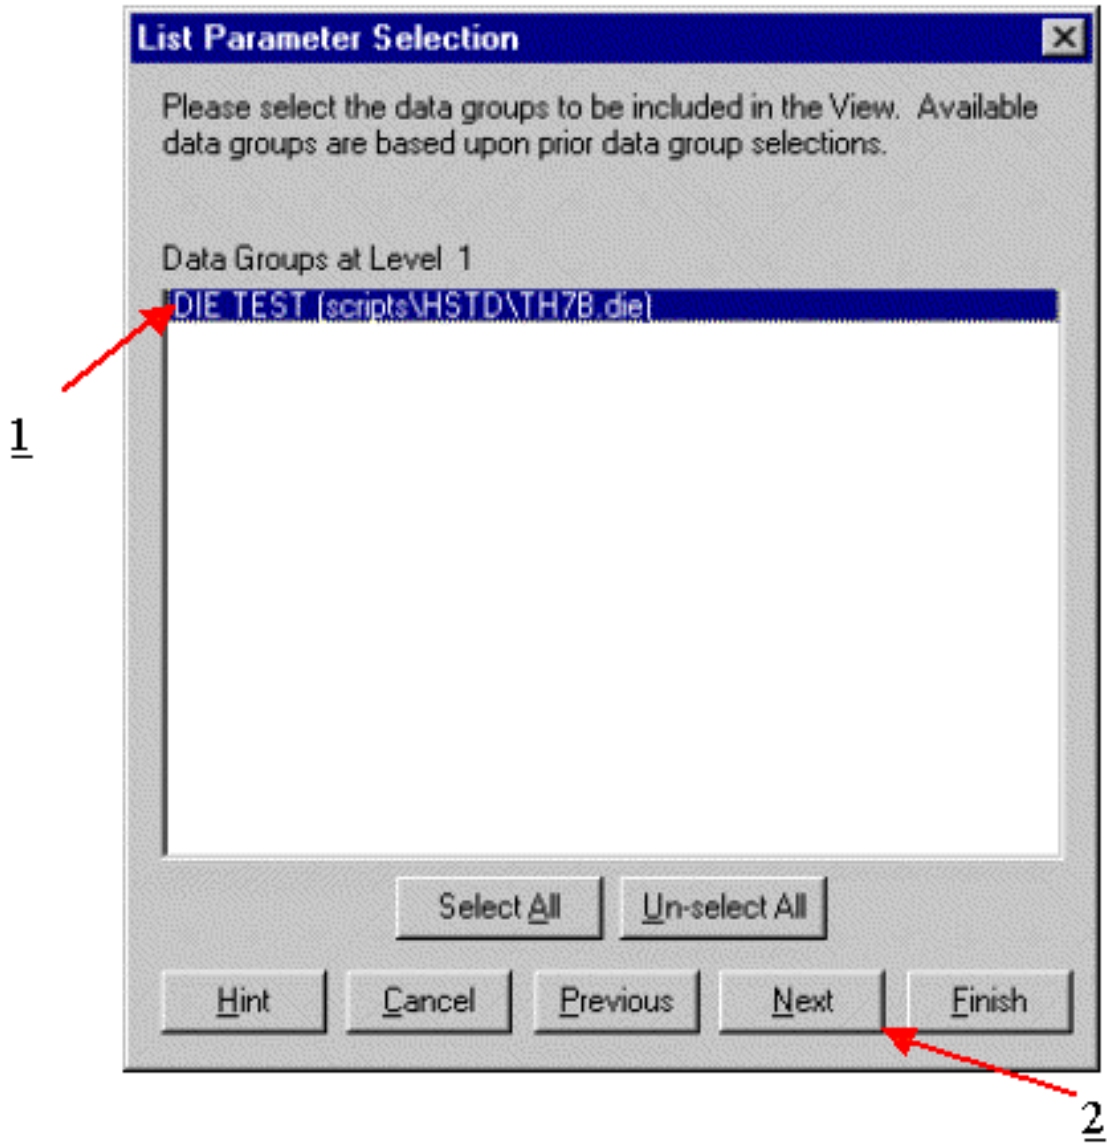 List Parameter Selection
Please select the data groups to be included in the View. Available
data groups are based upon prior data group selections.
Data Groups at Level 1
DIE TEST (scripts\HSTD\TH7B.die)
1
Select All Un-select All
Hint Cancel Previous Next Finish
2